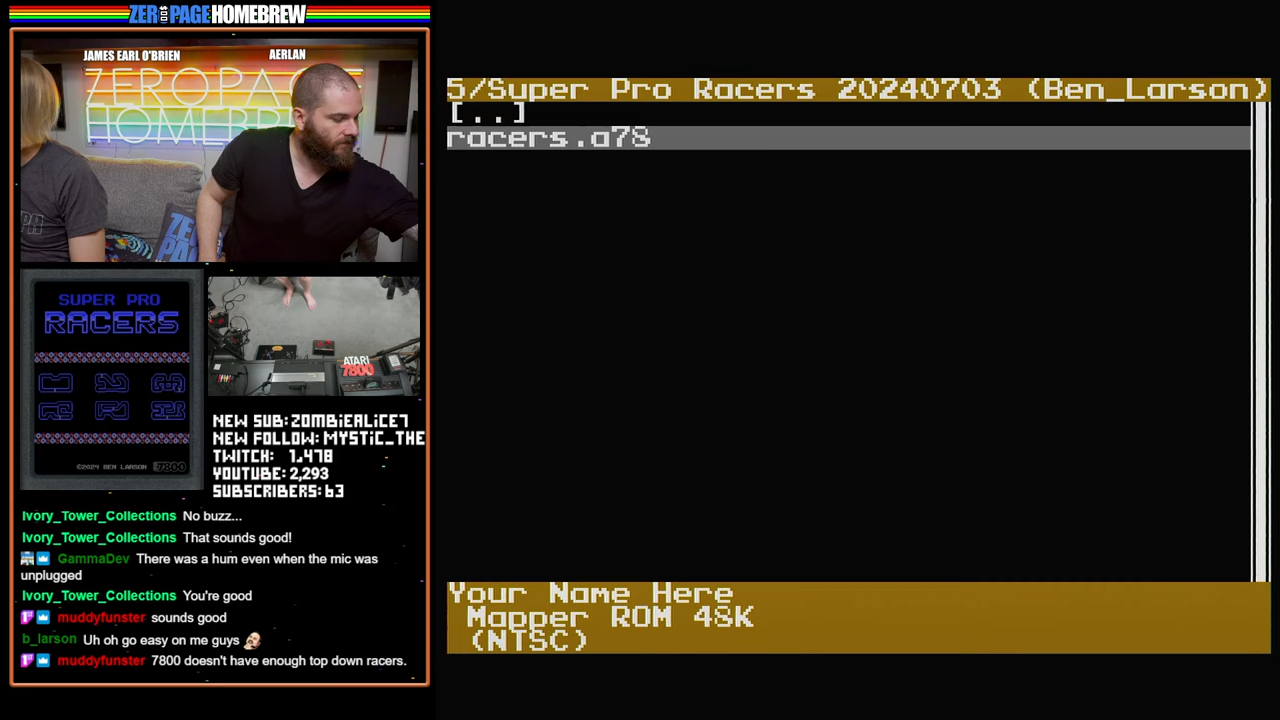 ZEROPAGE HOMEBREW
JAMES EARL O'BRIEN
AERLAN
ZEROPA
HOMEBR
5/Super Pro Racers 20240703 (Ben_Larson)
[..]
racers.a78
SUPER PRO
RACERS
©2024 BEN LARSON 7800
ATARI
7800
NEW SUB: ZOMBIEALICE7
NEW FOLLOW: MYSTIC_THE
TWITCH: 1,478
YOUTUBE: 2,293
SUBSCRIBERS: 63
Ivory_Tower_Collections No buzz...
Ivory_Tower_Collections That sounds good!
GammaDev There was a hum even when the mic was
unplugged
Ivory_Tower_Collections You're good
muddyfunster sounds good
b_larson Uh oh go easy on me guys
muddyfunster 7800 doesn't have enough top down racers.
Your Name Here
Mapper ROM 48K
(NTSC)